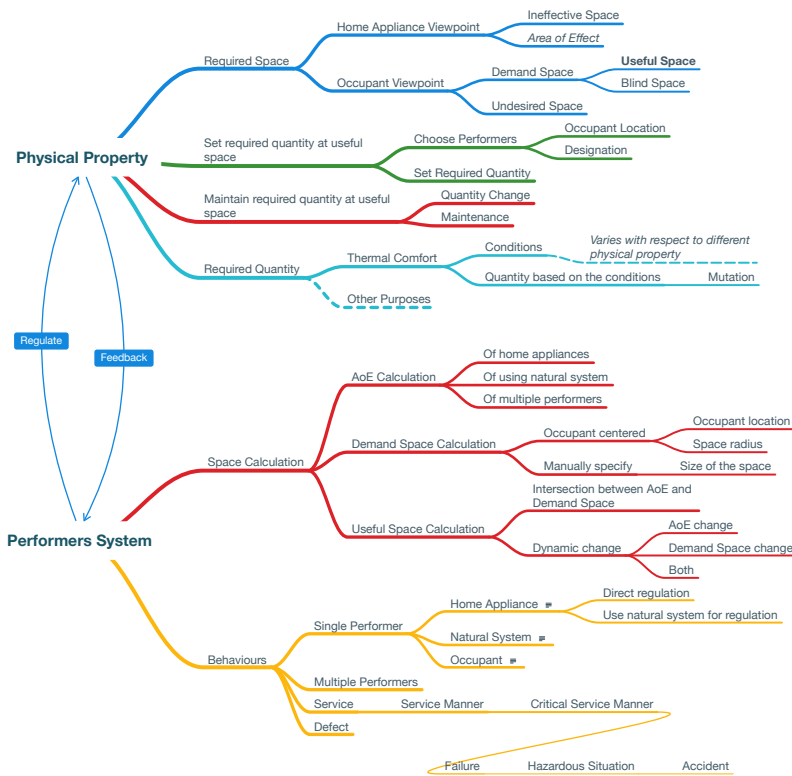 Ineffective Space
Home Appliance Viewpoint
Area of Effect
Required Space
Useful Space
Demand Space
Occupant Viewpoint
Blind Space
Undesired Space
Physical Property
Set required quantity at useful
space
Choose Performers
Occupant Location
Designation
Set Required Quantity
Maintain required quantity at useful
space
Quantity Change
Maintenance
Required Quantity
Thermal Comfort
Conditions
Varies with respect to different
physical property
Quantity based on the conditions
Mutation
Other Purposes
Regulate
Feedback
Of home appliances
AoE Calculation
Of using natural system
Of multiple performers
Space Calculation
Demand Space Calculation
Occupant centered
Occupant location
Space radius
Manually specify
Size of the space
Intersection between AoE and
Demand Space
Useful Space Calculation
Dynamic change
AoE change
Demand Space change
Both
Performers System
Behaviours
Single Performer
Home Appliance
Direct regulation
Use natural system for regulation
Natural System
Occupant
Multiple Performers
Service
Service Manner
Critical Service Manner
Defect
Failure
Hazardous Situation
Accident